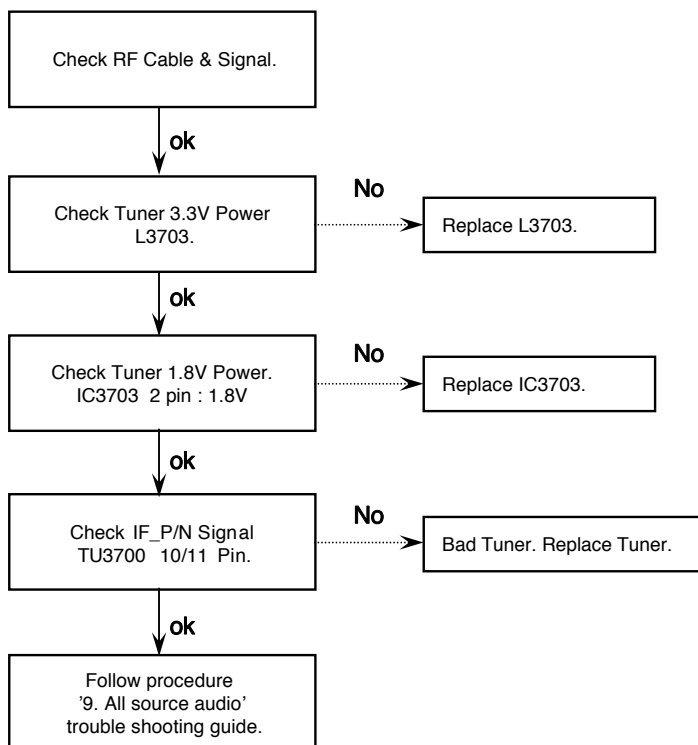 Check RF Cable & Signal.
ok
Check Tuner 3.3V Power
L3703.
No
Replace L3703.
ok
Check Tuner 1.8V Power.
IC3703 2 pin : 1.8V
No
Replace IC3703.
ok
Check IF_P/N Signal
TU3700 10/11 Pin.
No
Bad Tuner. Replace Tuner.
ok
Follow procedure
'9. All source audio'
trouble shooting guide.